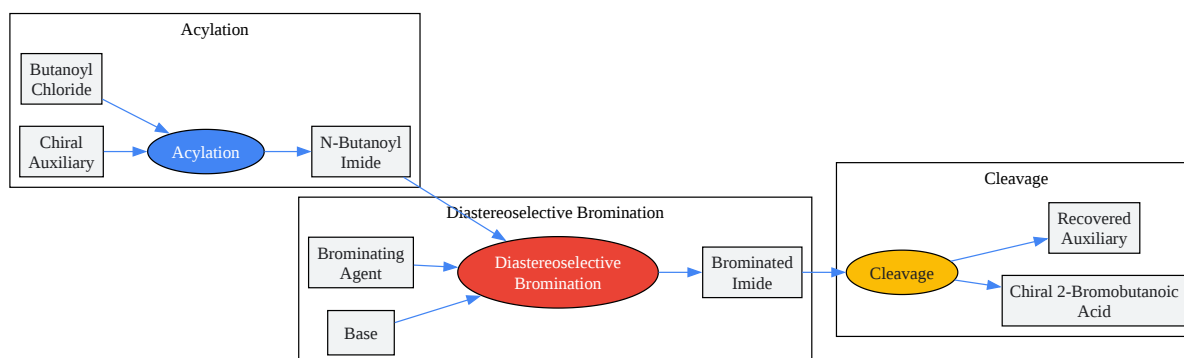 Acylation
Butanoyl
Chloride
Chiral
Auxiliary
Acylation
N-Butanoyl
Imide
Diastereoselective Bromination
Brominating
Agent
Base
Diastereoselective
Bromination
Brominated
Imide
Cleavage
Cleavage
Recovered
Auxiliary
Chiral 2-Bromobutanoic
Acid